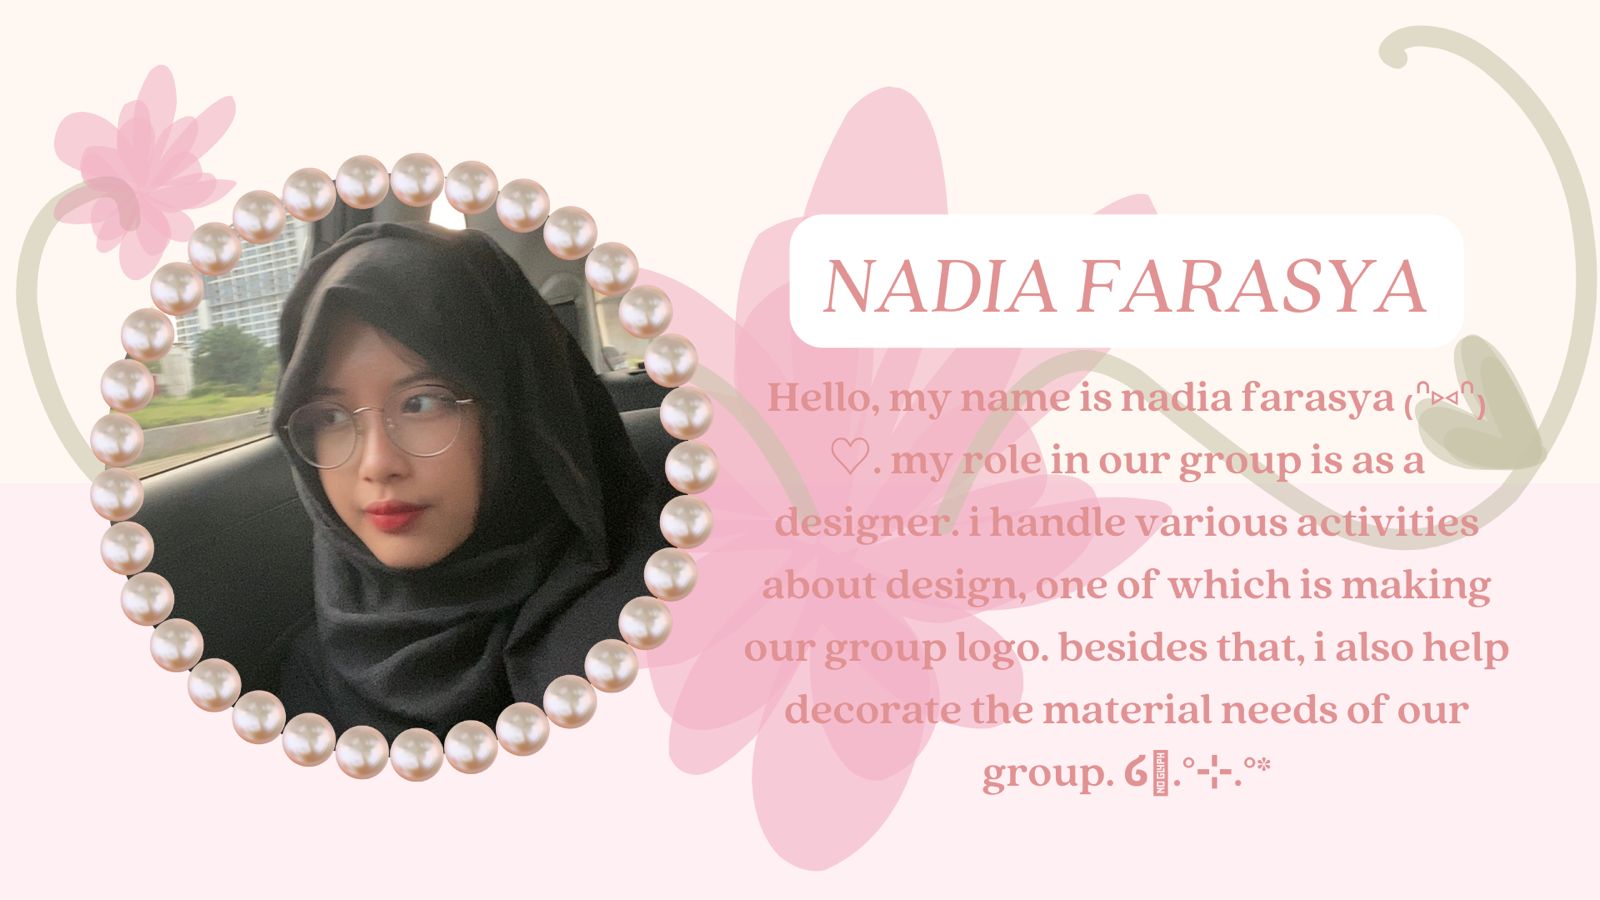 NADIA FARASYA
Hello, my name is nadia farasya (ᐢ⑅ᐢ)
♡. my role in our group is as a
designer. i handle various activities
about design, one of which is making
our group logo. besides that, i also help
decorate the material needs of our
group. .°⊹.°*